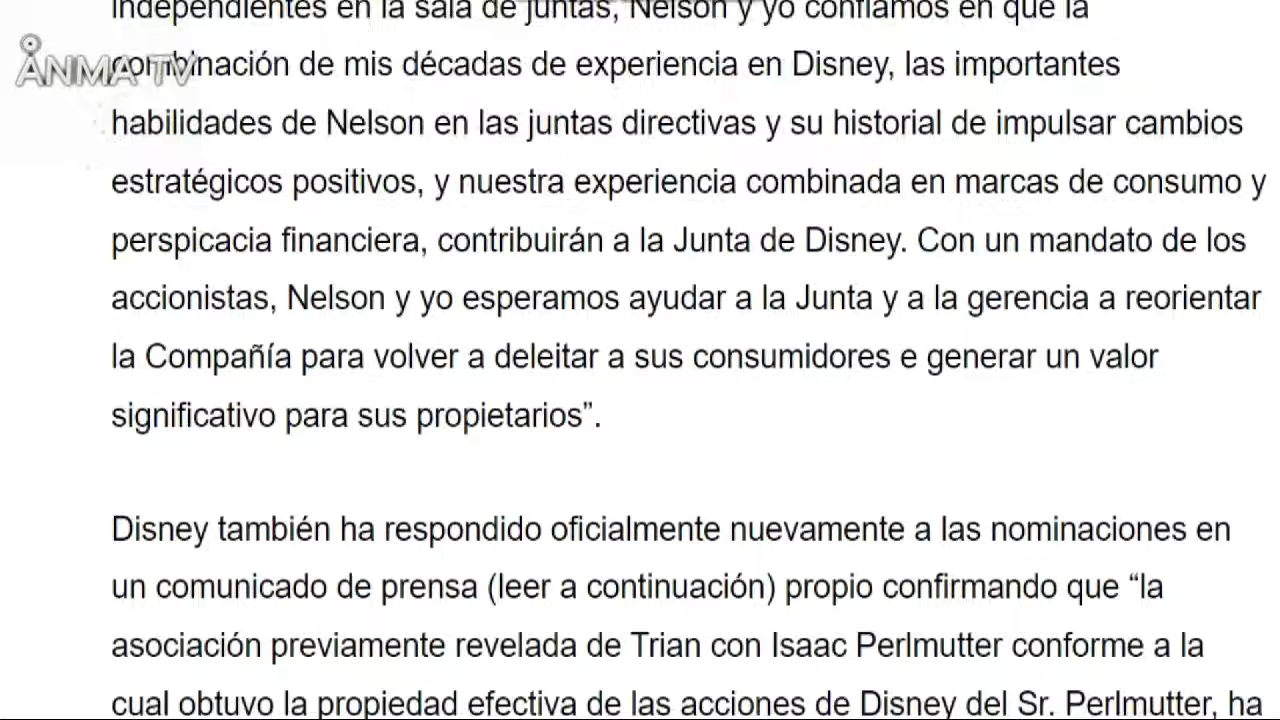 independientes en la sala de juntas, Nelson y yo confiamos en que la
ÅNMA TV
combinación de mis décadas de experiencia en Disney, las importantes
habilidades de Nelson en las juntas directivas y su historial de impulsar cambios
estratégicos positivos, y nuestra experiencia combinada en marcas de consumo y
perspicacia financiera, contribuirán a la Junta de Disney. Con un mandato de los
accionistas, Nelson y yo esperamos ayudar a la Junta y a la gerencia a reorientar
la Compañía para volver a deleitar a sus consumidores e generar un valor
significativo para sus propietarios”.
Disney también ha respondido oficialmente nuevamente a las nominaciones en
un comunicado de prensa (leer a continuación) propio confirmando que “la
asociación previamente revelada de Trian con Isaac Perlmutter conforme a la
cual obtuvo la propiedad efectiva de las acciones de Disney del Sr. Perlmutter, ha